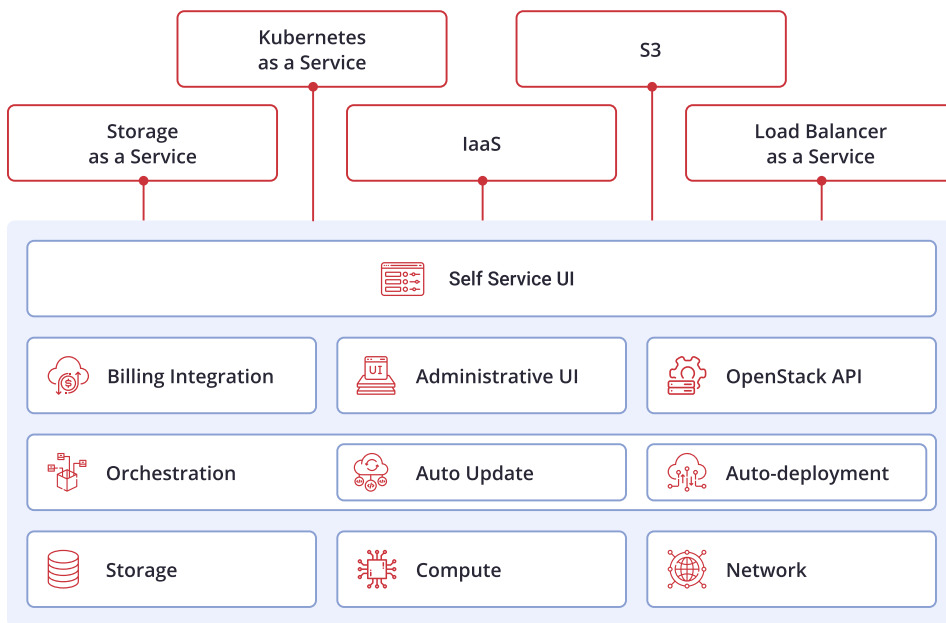 Kubernetes
as a Service
S3
Storage
as a Service
IaaS
Load Balancer
as a Service
Self Service UI
Billing Integration
UI
Administrative UI
OpenStack API
Orchestration
Auto Update
Auto-deployment
Storage
Compute
Network